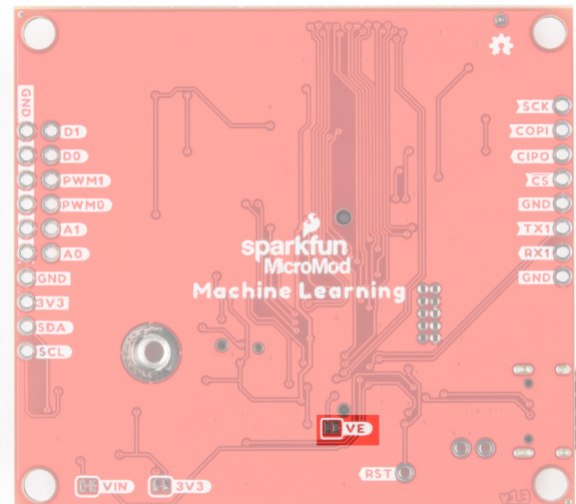 GND
D1
D0
PWM1
PWM0
A1
A0
GND
3V3
SDA
SCL
SCK
COPI
CIPO
CS
GND
TX1
RX1
GND
sparkfun
MicroMod
Machine Learning
VE
VIN
3V3
RST